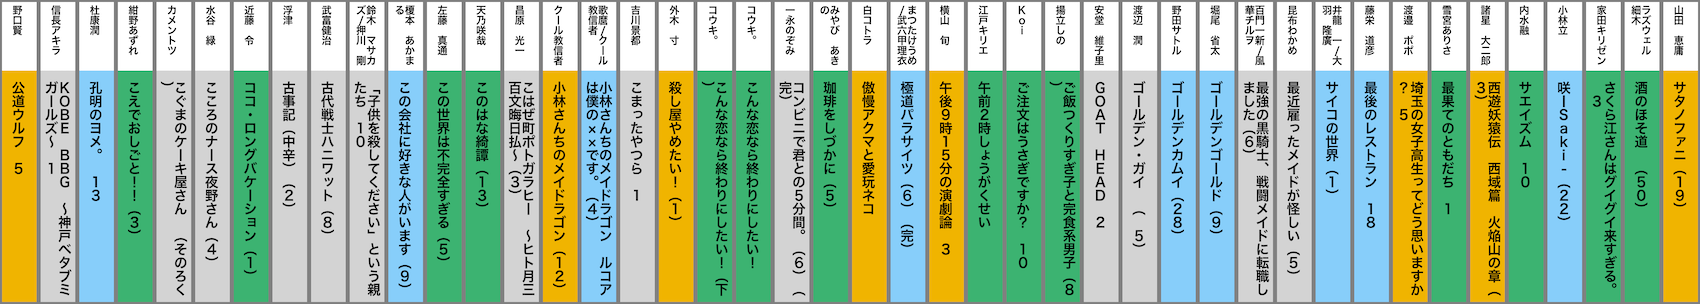 山田 恵庸
サタノファニ（19）
ラズウェル
細木
酒のほそ道 （50）
家田キリゼン
さくら江さんはグイグイ来すぎる。
3
小林立
咲ーSaki-（22）
内水融
サエイズム 10
諸星 大二郎
西遊妖猿伝 西域篇 火焔山の章（
3）
雪宮ありさ
最果てのともだち 1
渡邉 ポポ
埼玉の女子高生ってどう思いますか
？ 5
藤栄 道彦
最後のレストラン 18
井龍 一/大
羽 隆廣
サイコの世界（1）
昆布わかめ
最近雇ったメイドが怪しい（5）
百門一新/風
華チルヲ
最強の黒騎士、戦闘メイドに転職し
ました（6）
堀尾 省太
ゴールデンゴールド（9）
野田サトル
ゴールデンカムイ（28）
渡辺 潤
ゴールデン・ガイ （ 5）
安堂 維子里
GOAT HEAD 2
揚立しの
ご飯つくりすぎ子と完食系男子（8
）
Koi
ご注文はうさぎですか？ 10
江戸川エドガワ
午前2時しょうがくせい
横山 旬
午後9時15分の演劇論 3
まつたけうめ
/武六甲理衣
極道パラサイツ（6）（完）
白コトラ
傲慢アクマと愛玩ネコ
みやび あき
の
珈琲をしづかに（5）
一永のぞみ
コンビニで君との5分間。（6）（
完）
コウキ。
こんな恋なら終わりにしたい！
コウキ。
こんな恋なら終わりにしたい！（下
）
外木 寸
殺し屋やめたい！（1）
吉川景都
こまったやつら 1
歌麿/クール
教信者
小林さんちのメイドラゴン ルコア
は僕の××です。（4）
クール教信者
小林さんちのメイドラゴン（12）
昌原 光一
こはぜ町ポトガラヒー ～ヒト月三
百文晦日払～（3）
天乃咲哉
このはな綺譚（13）
左藤 真通
この世界は不完全すぎる（5）
榎本 あかま
る
この会社に好きな人がいます（9）
鈴木 マサカ
ズ/押川 剛
「子供を殺してください」という親
たち 10
武富健治
古代戦士ハニワット（8）
浮津
古事記（中辛）（2）
近藤 令
ココ・ロングバケーション（1）
水谷 緑
こころのナース夜野さん（4）
カメントツ
こぐまのケーキ屋さん （そのろく
）
紺野あずれ
こえでおしごと！！（3）
杜康潤
孔明のヨメ。 13
信長アキラ
KOBE BBG ～神戸ベタブミ
ガールズ～ 1
野口賢
公道ウルフ 5